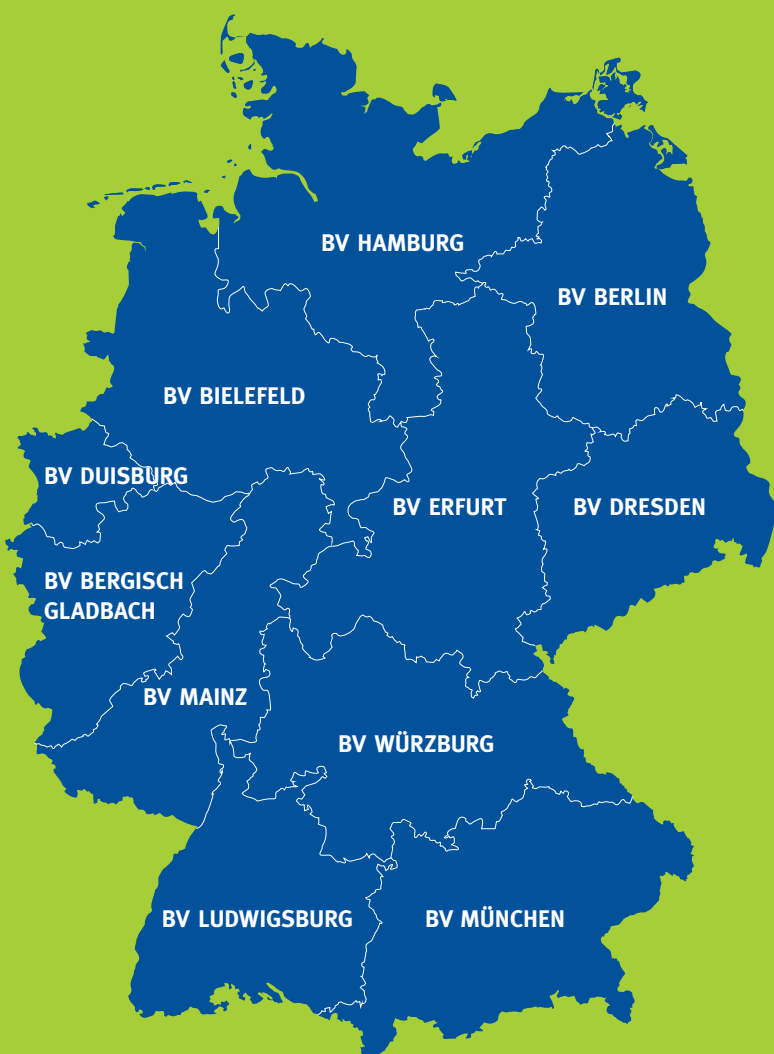 BV HAMBURG
BV BERLIN
BV BIELEFELD
BV DUISBURG
BV ERFURT
BV DRESDEN
BV BERGISCH
GLADBACH
BV MAINZ
BV WÜRZBURG
BV LUDWIGSBURG
BV MÜNCHEN